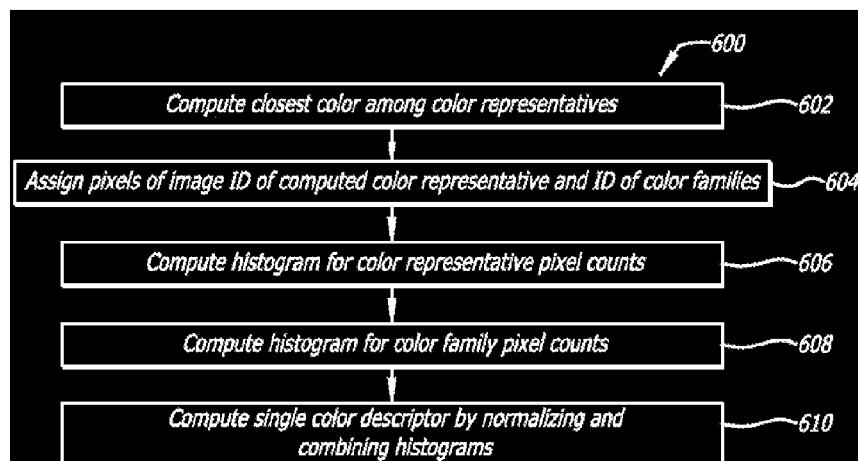 600
Compute closest color among color representatives
602
Assign pixels of image ID of computed color representative and ID of color families
604
Compute histogram for color representative pixel counts
606
Compute histogram for color family pixel counts
608
Compute single color descriptor by normalizing and
combining histograms
610